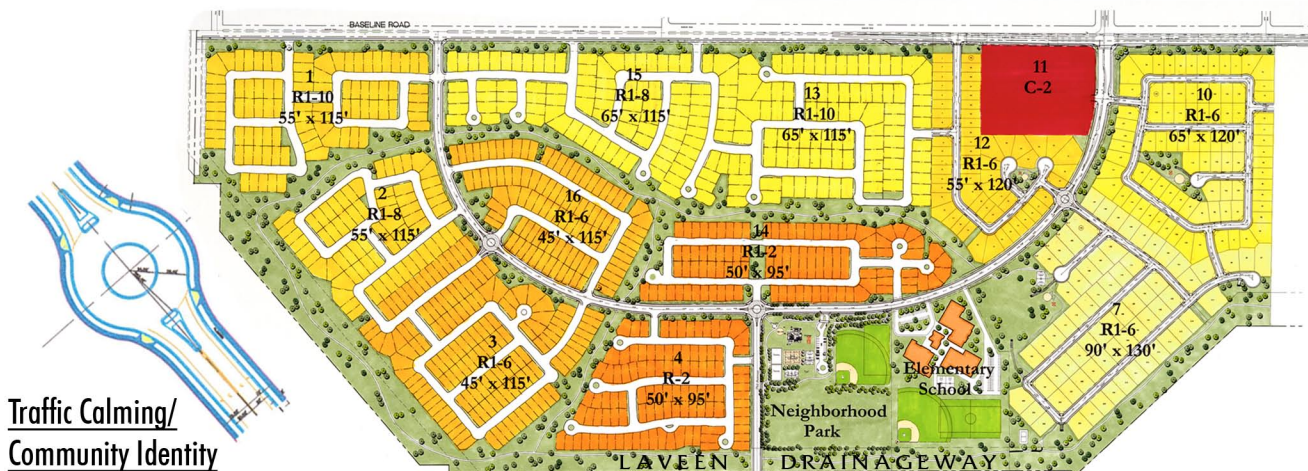 BASELINE ROAD
1
R1-10
55' x 115'
15
R1-8
65' x 115'
13
R1-10
65' x 115'
11
C-2
10
R1-6
65' x 120'
12
R1-6
55' x 120'
2
R1-8
55' x 115'
16
R1-6
45' x 115'
14
R1-2
50' x 95'
7
R1-6
90' x 130'
3
R1-6
45' x 115'
4
R-2
50' x 95'
Elementary
School
Neighborhood
Park
Traffic Calming/
Community Identity
LAVEEN DRAINAGEWAY